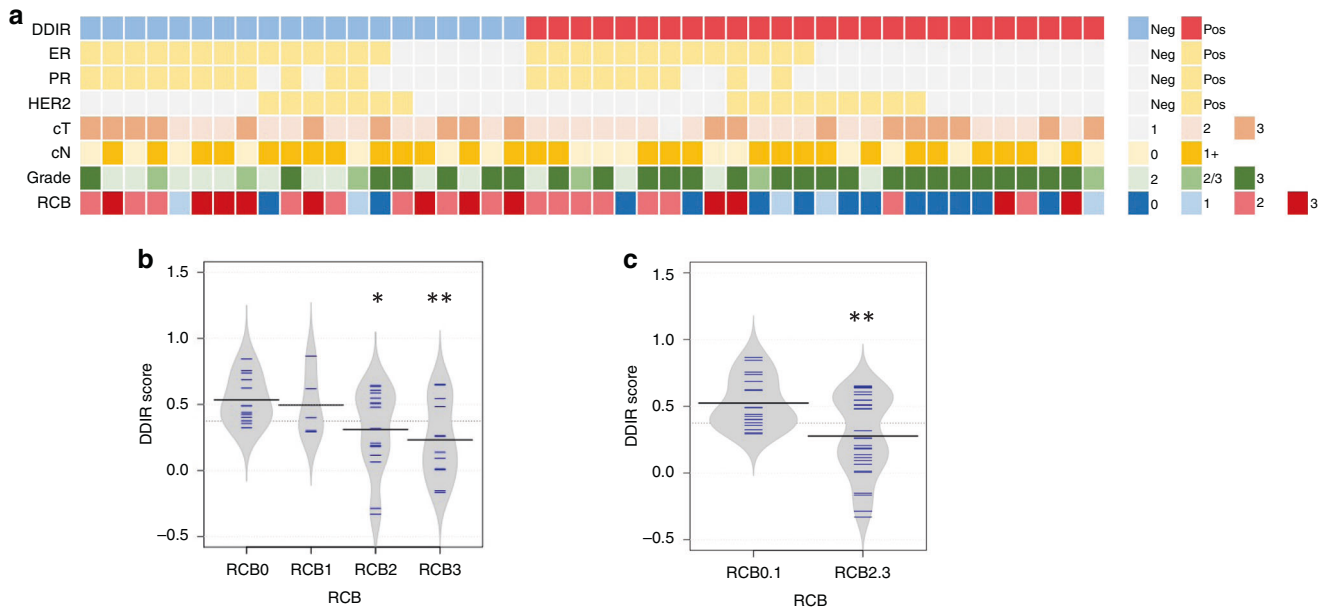 a
DDIR Neg Pos
ER Neg Pos
PR Neg Pos
HER2 Neg Pos
cT 1 2 3
cN 0 1+
Grade 2 2/3 3
RCB 0 1 2 3
b
1.5
* **
1.0
DDIR score
0.5
0.0
–0.5
RCB0 RCB1 RCB2 RCB3
RCB
c
1.5
**
1.0
DDIR score
0.5
0.0
–0.5
RCB0.1 RCB2.3
RCB